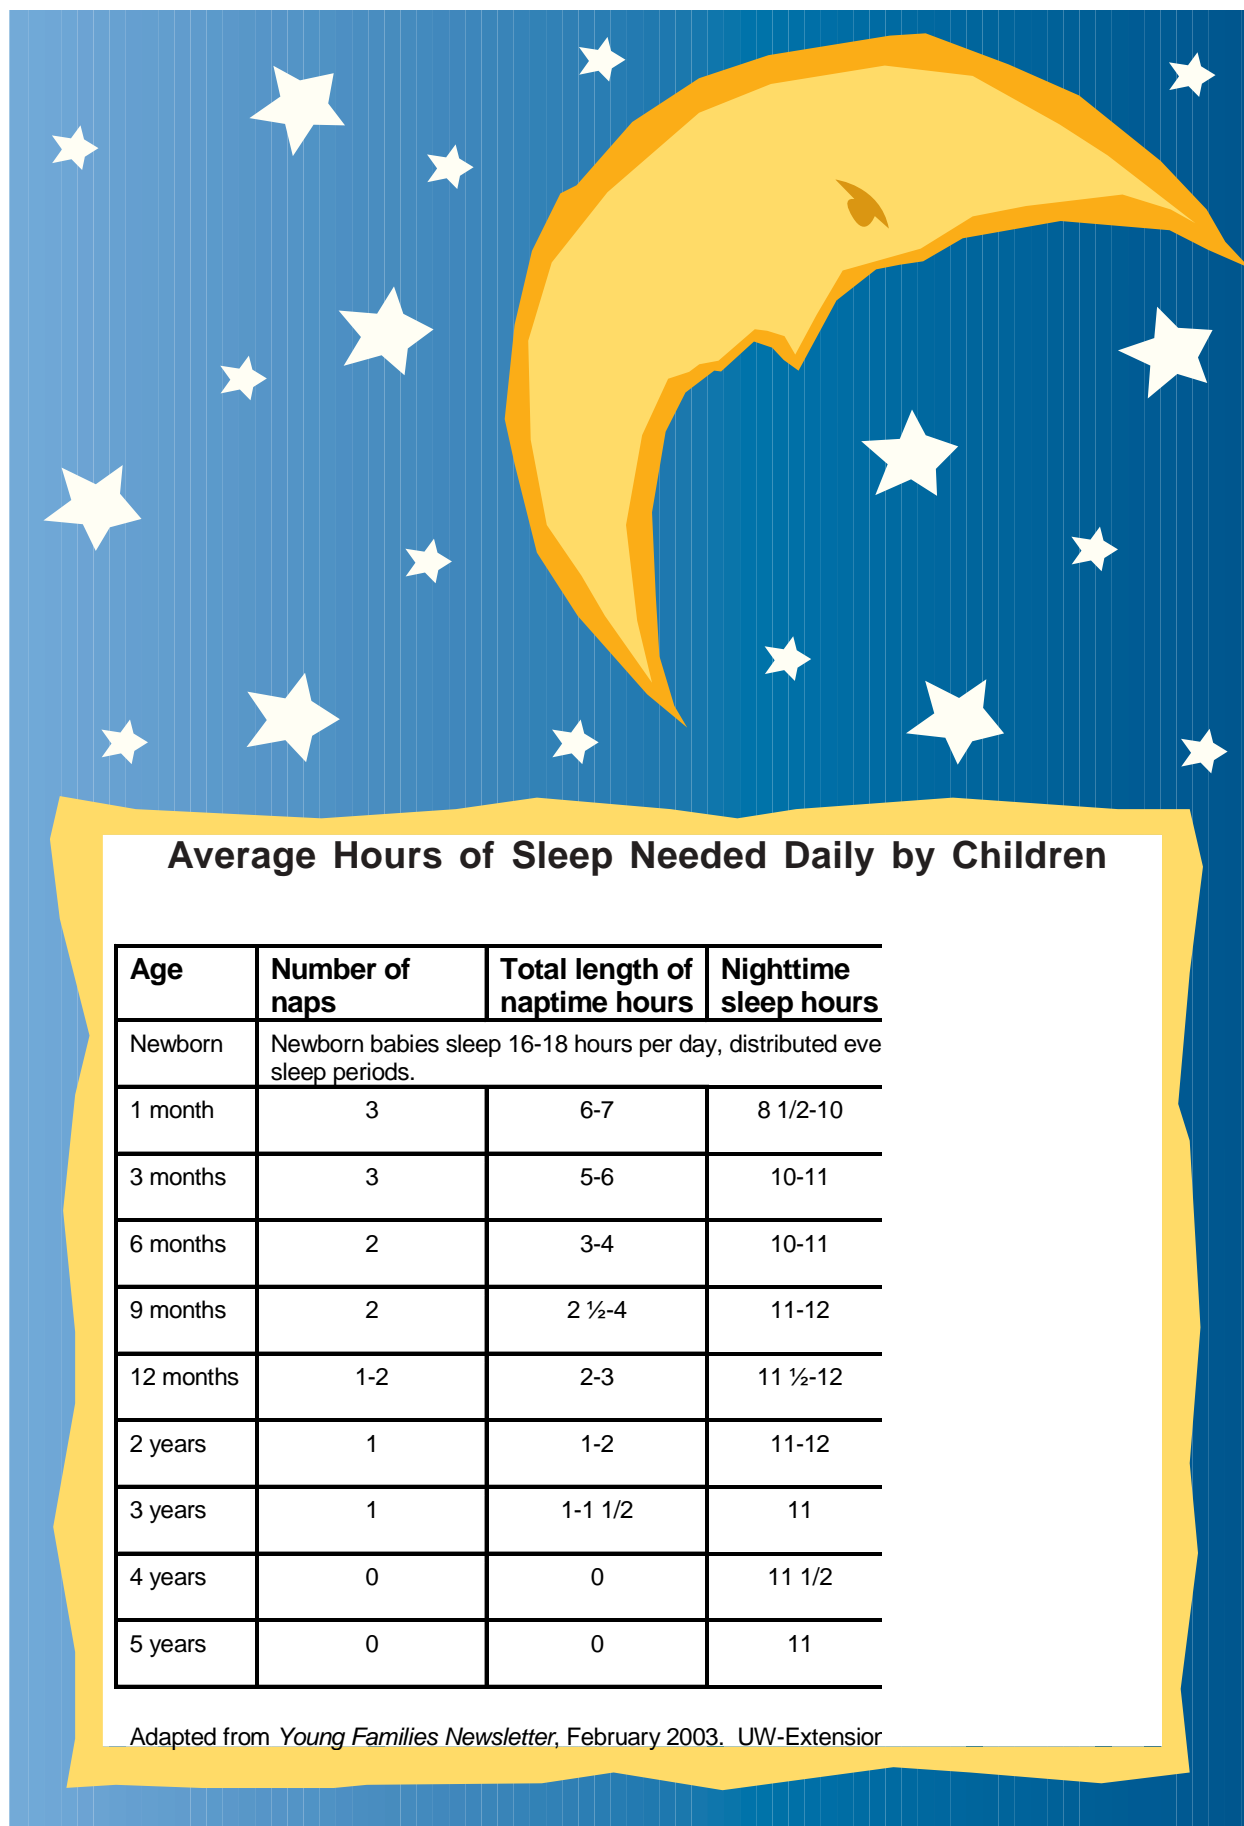 Average Hours of Sleep Needed Daily by Children
Age Number of naps Total length of naptime hours Nighttime sleep hours
Newborn Newborn babies sleep 16-18 hours per day, distributed
sleep periods.
1 month 3 6-7 8 1/2-10
3 months 3 5-6 10-11
6 months 2 3-4 10-11
9 months 2 2 ½-4 11-12
12 months 1-2 2-3 11 ½-12
2 years 1 1-2 11-12
3 years 1 1-1 1/2 11
4 years 0 0 11 1/2
5 years 0 0 11
Adapted from Young Families Newsletter, February 2003. UW-Extension